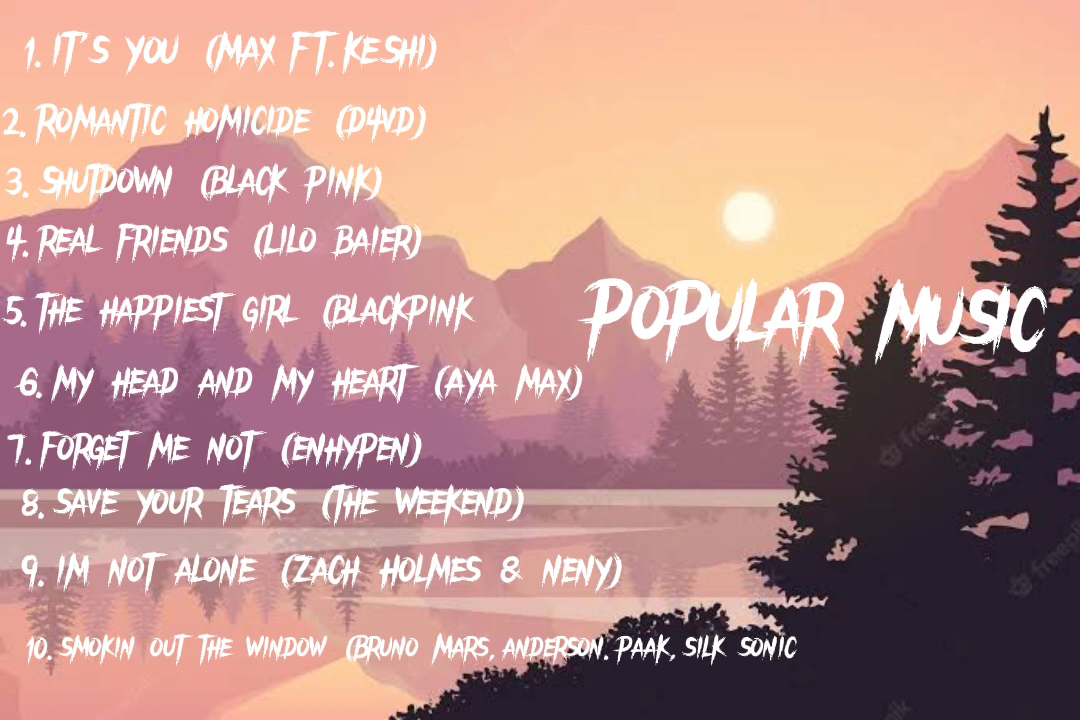 1. IT'S YOU (MAX FT. KESHI)
2. ROMANTIC HOMICIDE (D4VD)
3. SHUTDOWN (BLACK PINK)
4. REAL FRIENDS (LILO BAIER)
5. THE HAPPIEST GIRL (BLACKPINK
POPULAR MUSIC
6. MY HEAD AND MY HEART (AYA MAX)
7. FORGET ME NOT (ENHYPEN)
8. SAVE YOUR TEARS (THE WEEKEND)
9. IM NOT ALONE (ZACH HOLMES & NENY)
10. SMOKIN OUT THE WINDOW (BRUNO MARS, ANDERSON. PAAK, SILK SONIC